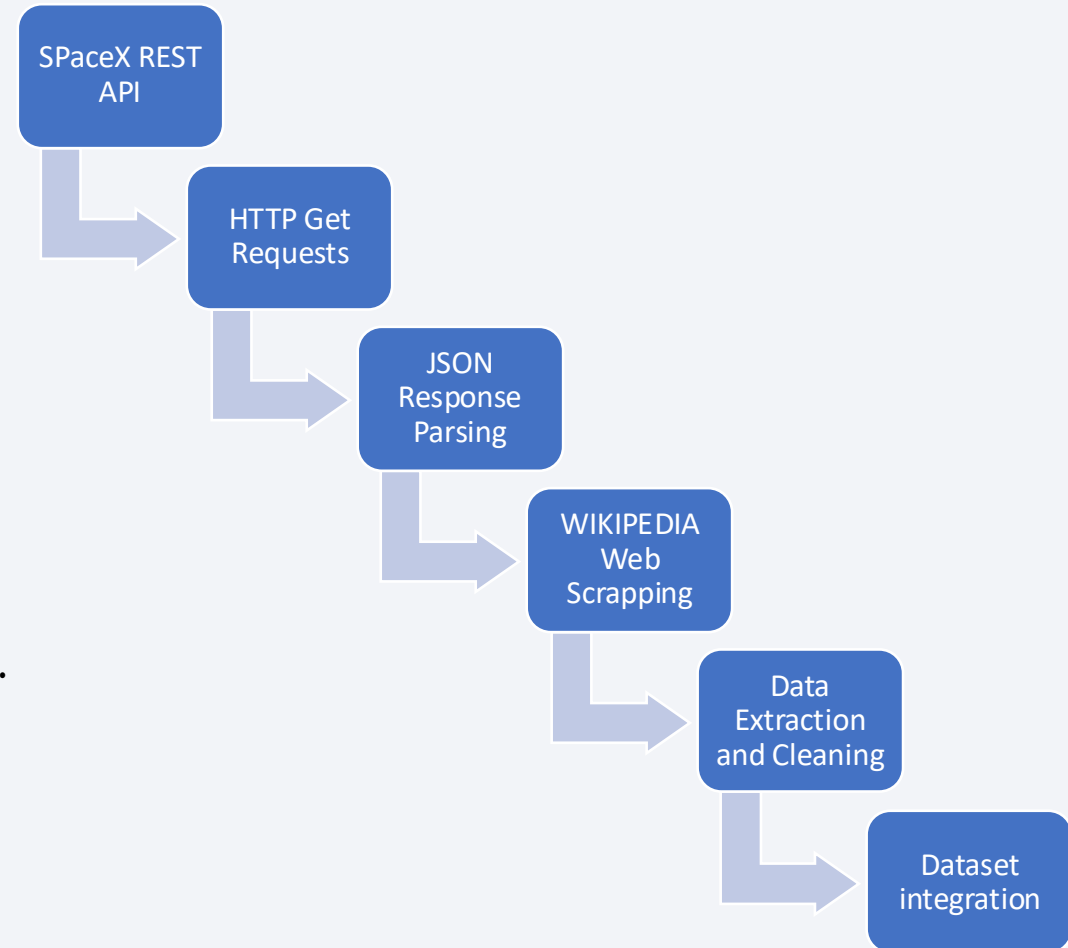 SPaceX REST
API
HTTP Get
Requests
JSON
Response
Parsing
WIKIPEDIA
Web
Scrapping
.
Data
Extraction
and Cleaning
Dataset
integration